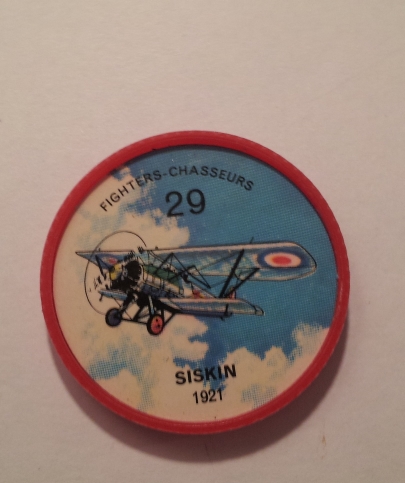 FIGHTERS-CHASSEURS
29
SISKIN
1921